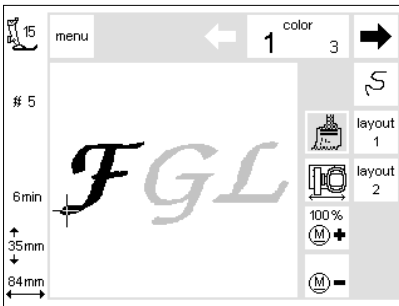 15
menu
color
1 3
# 5
layout
1
FGL
layout
2
6min
100%
M +
35mm
M -
84mm